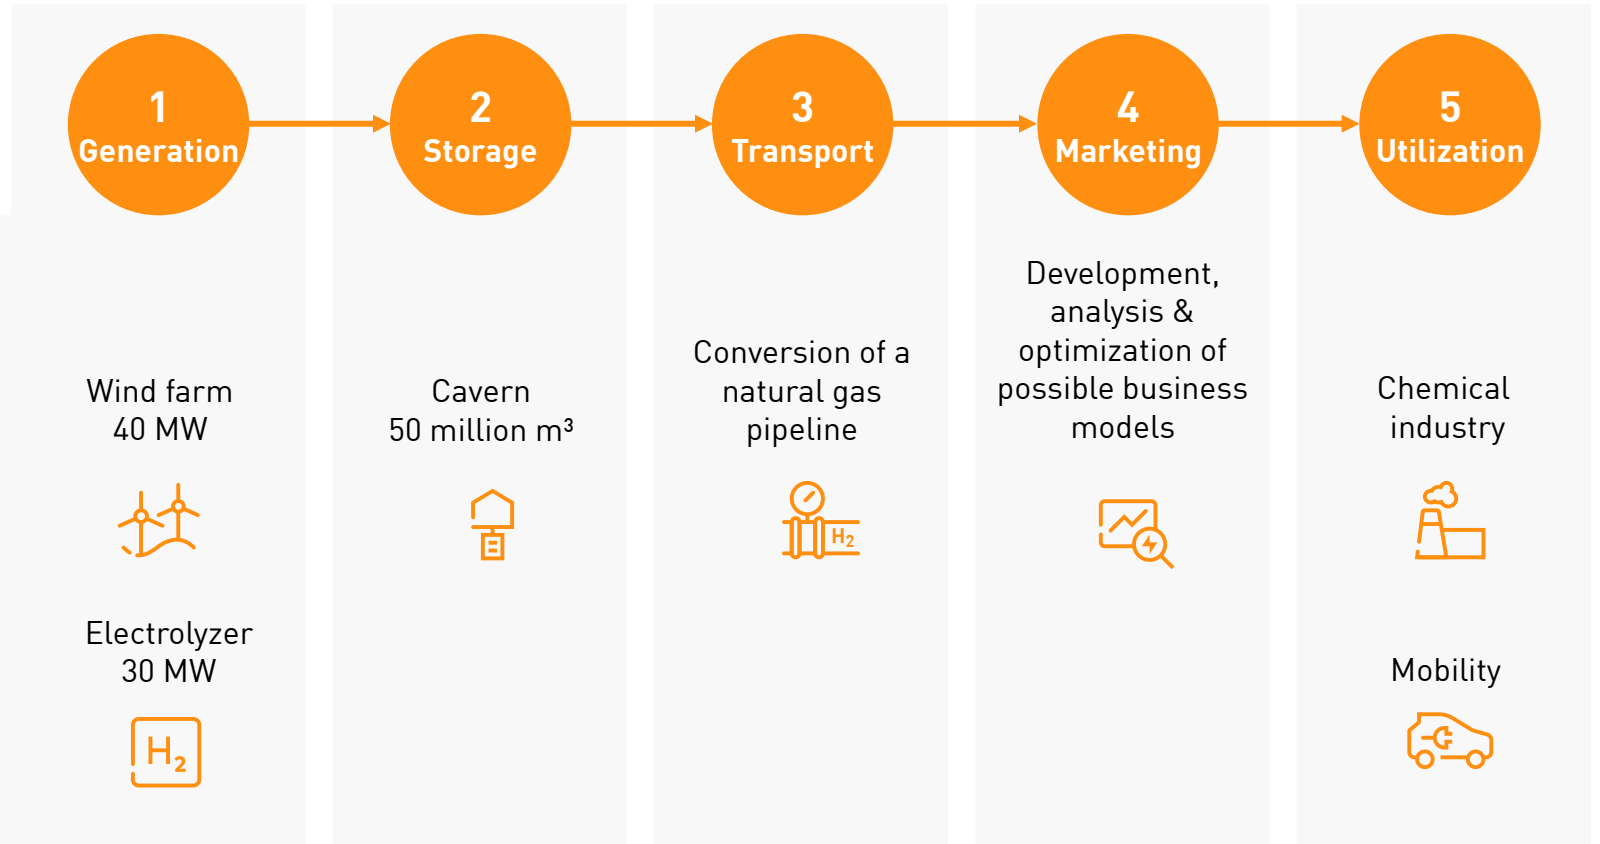 1
Generation
2
Storage
3
Transport
4
Marketing
5
Utilization
Wind farm
40 MW
Electrolyzer
30 MW
H₂
Cavern
50 million m³
Conversion of a
natural gas
pipeline
H₂
Development,
analysis &
optimization of
possible business
models
Chemical
industry
Mobility